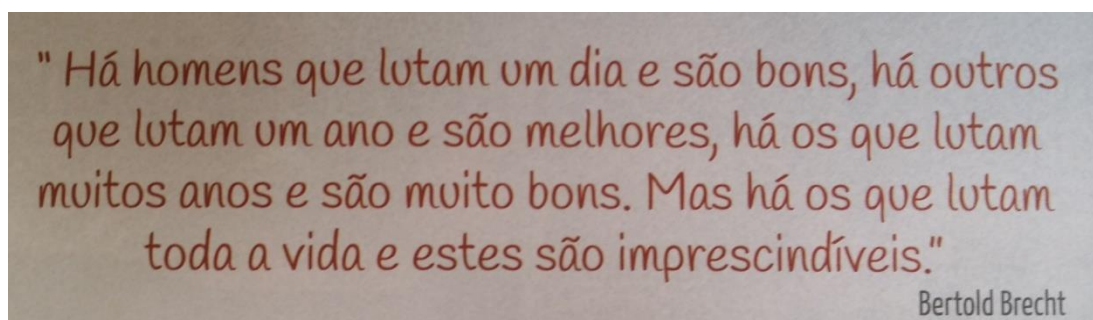 " Há homens que lutam um dia e são bons, há outros
que lutam um ano e são melhores, há os que lutam
muitos anos e são muito bons. Mas há os que lutam
toda a vida e estes são imprescindíveis."
Bertold Brecht